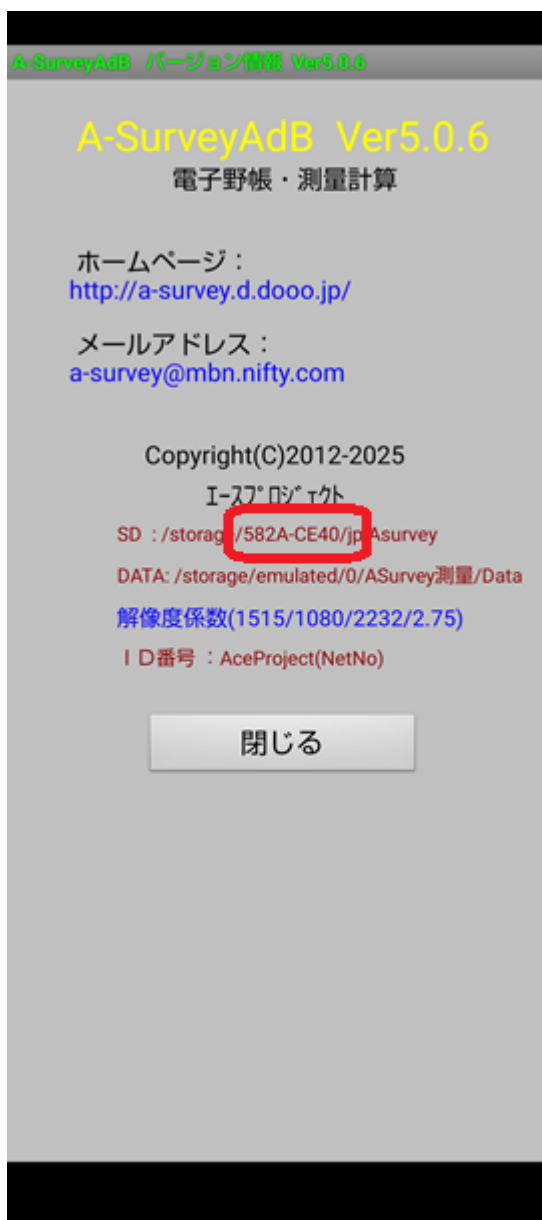 A-SurveyAdB バージョン情報 Ver5.0.6
A-SurveyAdB Ver5.0.6
電子野帳・測量計算
ホームページ：
http://a-survey.d.dooo.jp/
メールアドレス：
a-survey@mbn.nifty.com
Copyright(C)2012-2025
ｴｰｽﾌﾟﾛｼﾞｪｸﾄ
SD :/storage/582A-CE40/jp.Asurvey
DATA: /storage/emulated/0/ASurvey測量/Data
解像度係数(1515/1080/2232/2.75)
ＩＤ番号 ：AceProject(NetNo)
閉じる